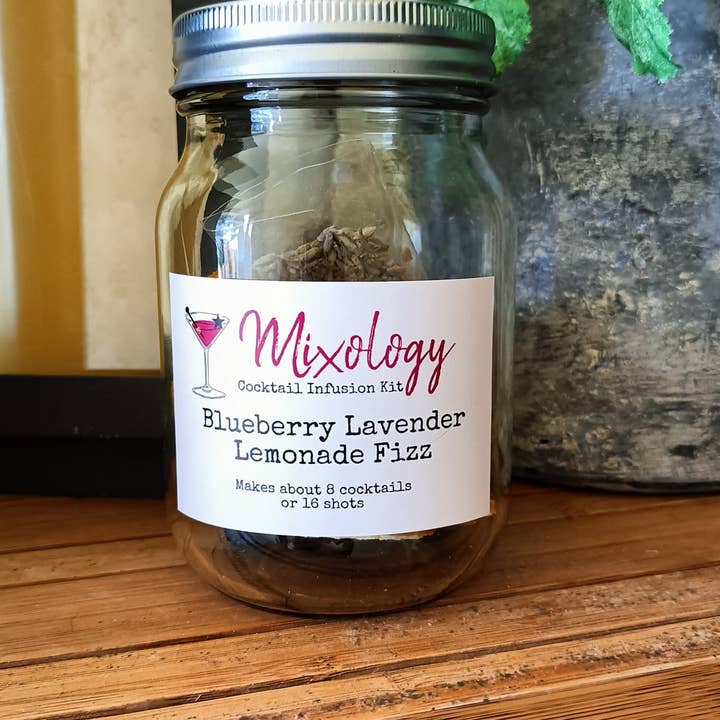 Mixology
Cocktail Infusion Kit
Blueberry Lavender
Lemonade Fizz
Makes about 8 cocktails
or 16 shots